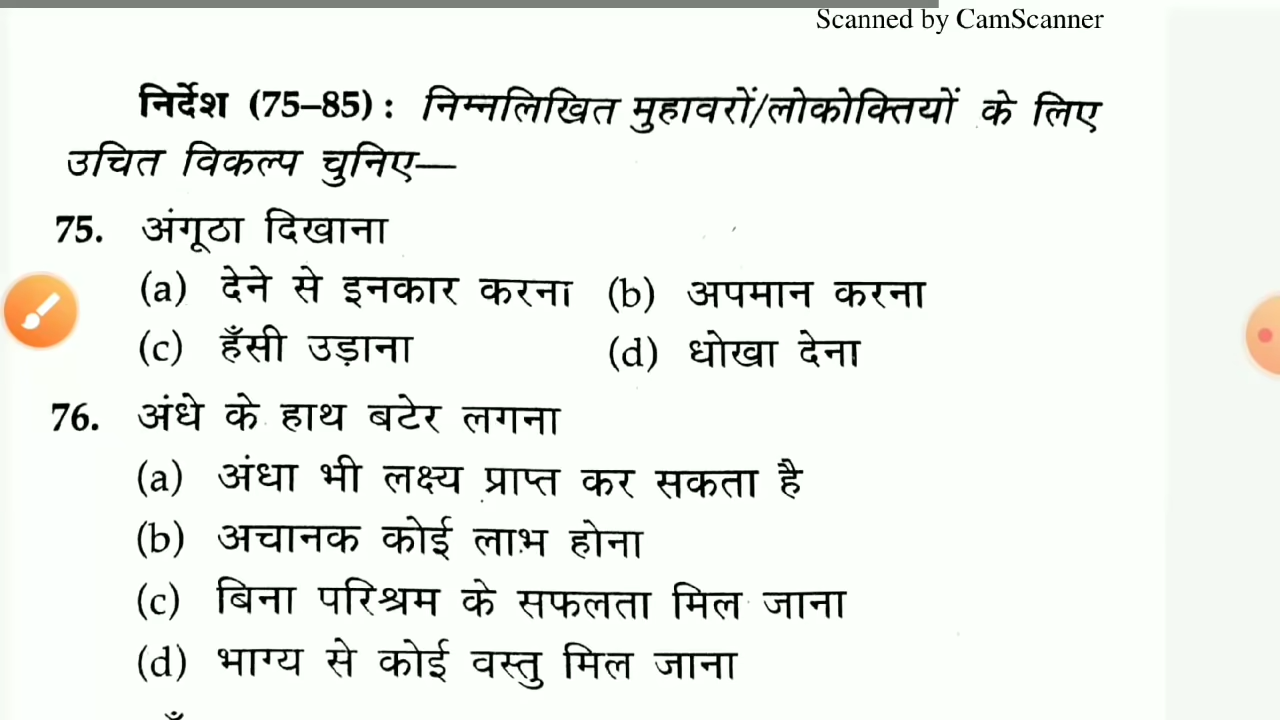 Scanned by CamScanner
निर्देश (75–85) : निम्नलिखित मुहावरों/लोकोक्तियों के लिए
उचित विकल्प चुनिए—
75. अंगूठा दिखाना
(a) देने से इनकार करना (b) अपमान करना
(c) हँसी उड़ाना (d) धोखा देना
76. अंधे के हाथ बटेर लगना
(a) अंधा भी लक्ष्य प्राप्त कर सकता है
(b) अचानक कोई लाभ होना
(c) बिना परिश्रम के सफलता मिल जाना
(d) भाग्य से कोई वस्तु मिल जाना